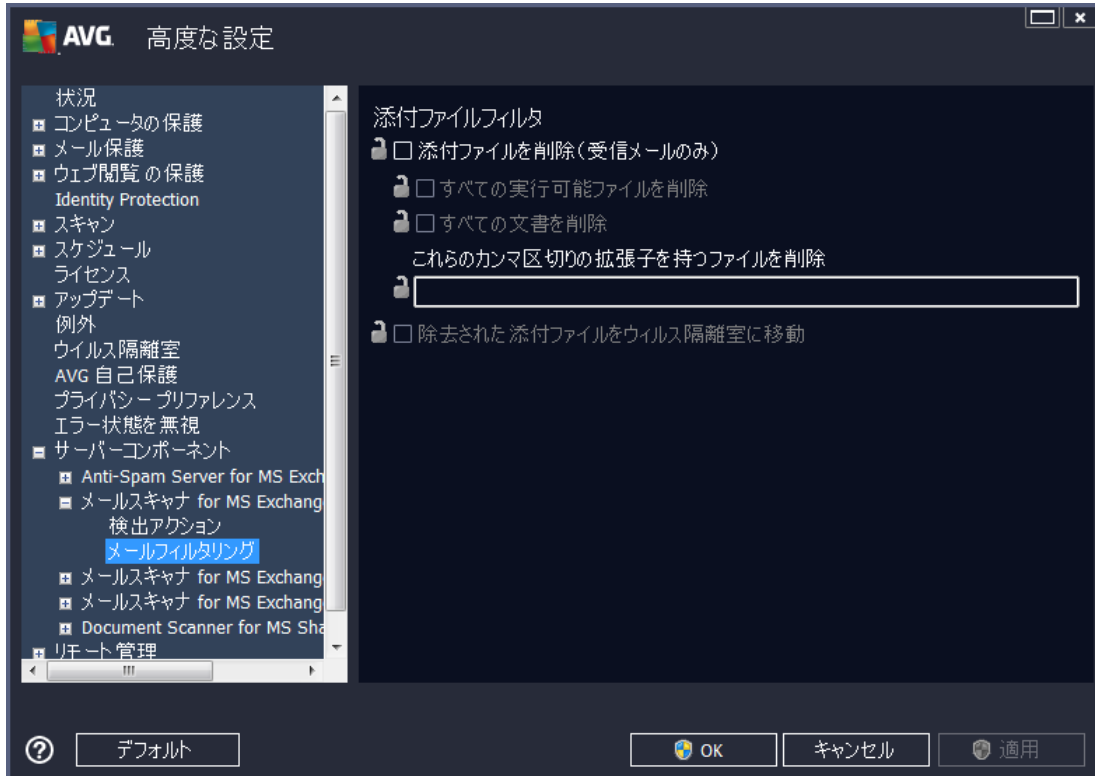 AVG. 高度な設定
状況
コンピュータの保護
メール保護
ウェブ閲覧 の保護
Identity Protection
スキャン
スケジュール
ライセンス
アップデート
例外
ウイルス隔離室
AVG 自己保護
プライバシー プリファレンス
エラー状態を無視
サーバーコンポーネント
Anti-Spam Server for MS Exch
メールスキャナ for MS Exchang
検出アクション
メールフィルタリング
メールスキャナ for MS Exchang
メールスキャナ for MS Exchang
Document Scanner for MS Sha
リモート管理
添付ファイルフィルタ
添付ファイルを削除(受信メールのみ)
すべての実行可能ファイルを削除
すべての文書を削除
これらのカンマ区切りの拡張子を持つファイルを削除
除去された添付ファイルをウィルス隔離室に移動
デフォルト
OK
キャンセル
適用